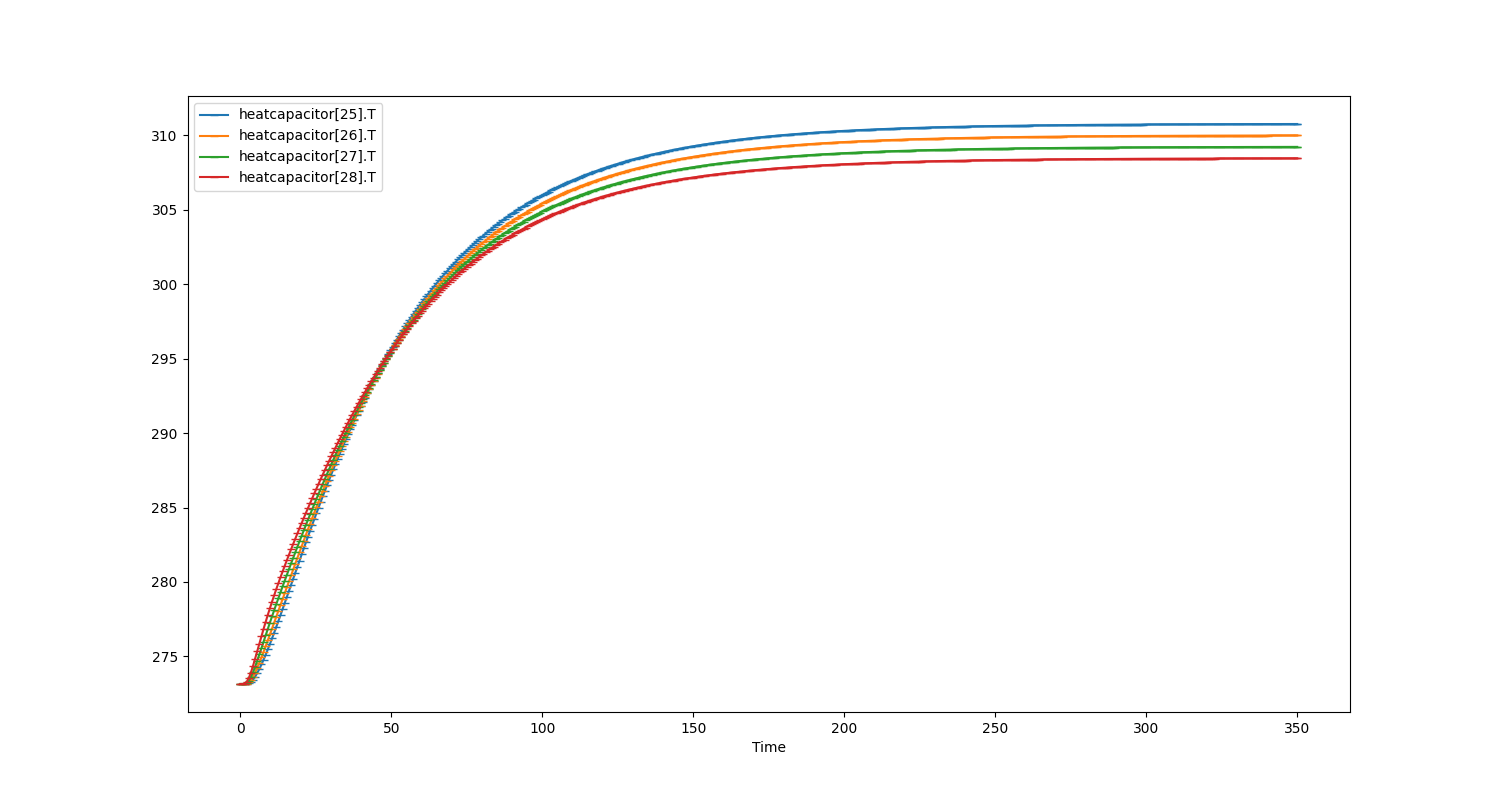 heatcapacitor[25].T
heatcapacitor[26].T
heatcapacitor[27].T
heatcapacitor[28].T
310
305
300
295
290
285
280
275
0 50 100 150 200 250 300 350
Time